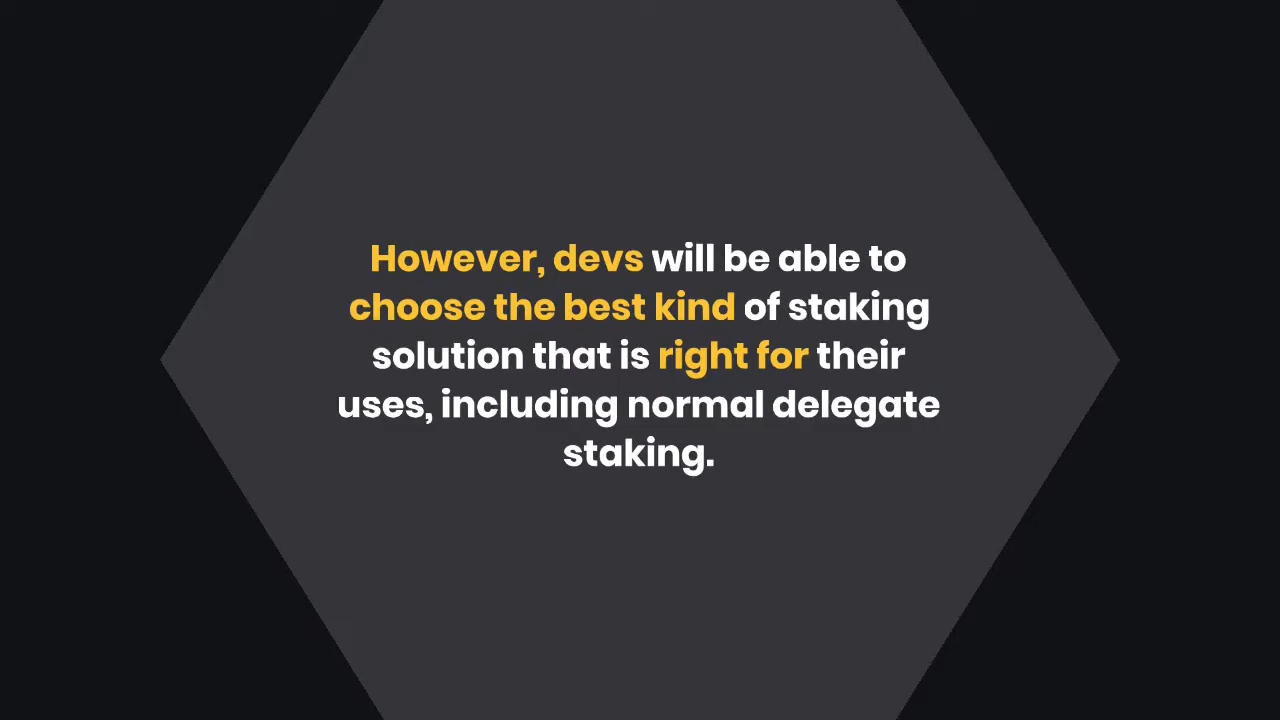 However, devs will be able to
choose the best kind of staking
solution that is right for their
uses, including normal delegate
staking.